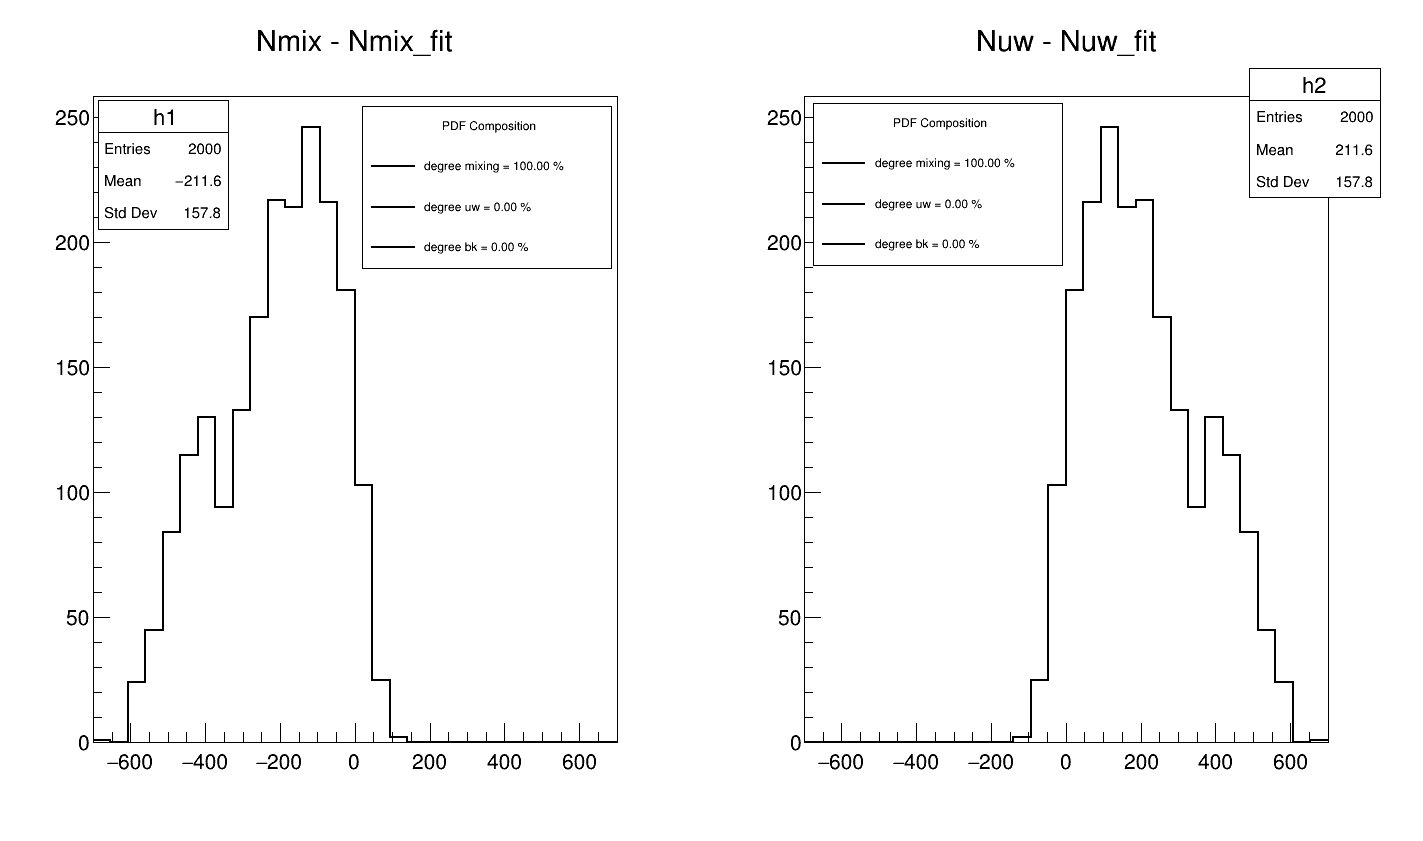 Nmix - Nmix_fit
h1
Entries 2000
Mean −211.6
Std Dev 157.8
PDF Composition
degree mixing = 100.00 %
degree uw = 0.00 %
degree bk = 0.00 %
250
200
150
100
50
0
−600 −400 −200 0 200 400 600
Nuw - Nuw_fit
h2
Entries 2000
Mean 211.6
Std Dev 157.8
PDF Composition
degree mixing = 100.00 %
degree uw = 0.00 %
degree bk = 0.00 %
250
200
150
100
50
0
−600 −400 −200 0 200 400 600